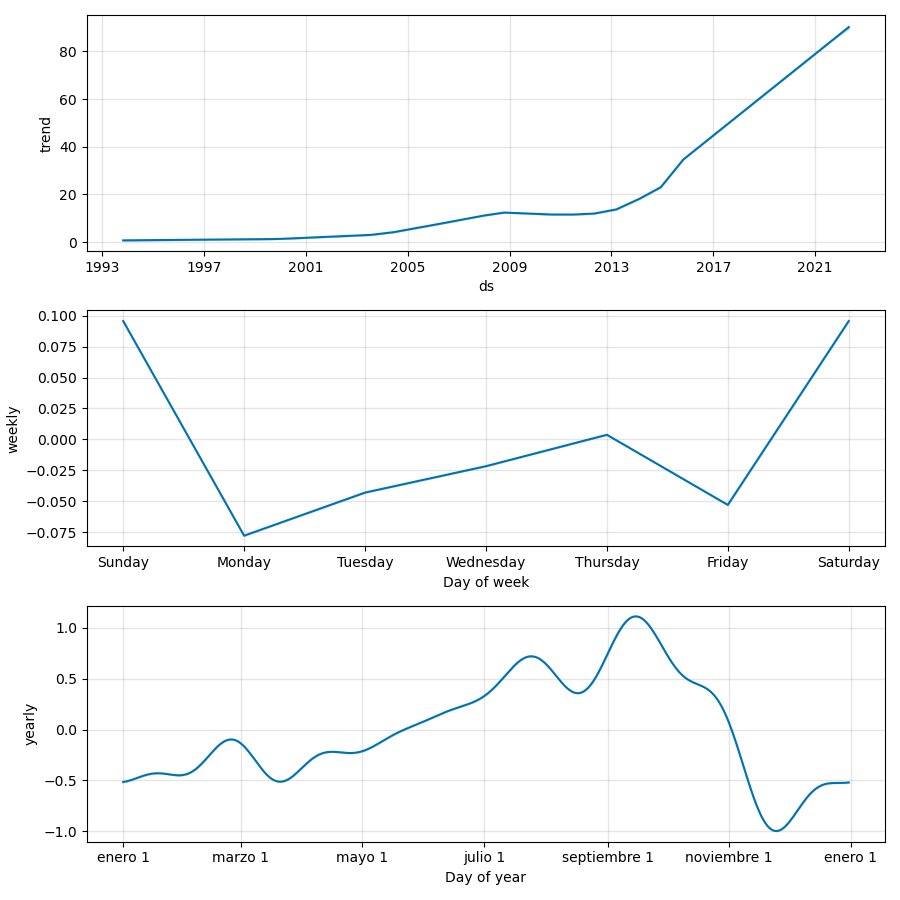 80
60
40
20
0
trend
1993 1997 2001 2005 2009 2013 2017 2021
ds
0.100
0.075
0.050
0.025
0.000
−0.025
−0.050
−0.075
weekly
Sunday Monday Tuesday Wednesday Thursday Friday Saturday
Day of week
1.0
0.5
0.0
−0.5
−1.0
yearly
enero 1 marzo 1 mayo 1 julio 1 septiembre 1 noviembre 1 enero 1
Day of year